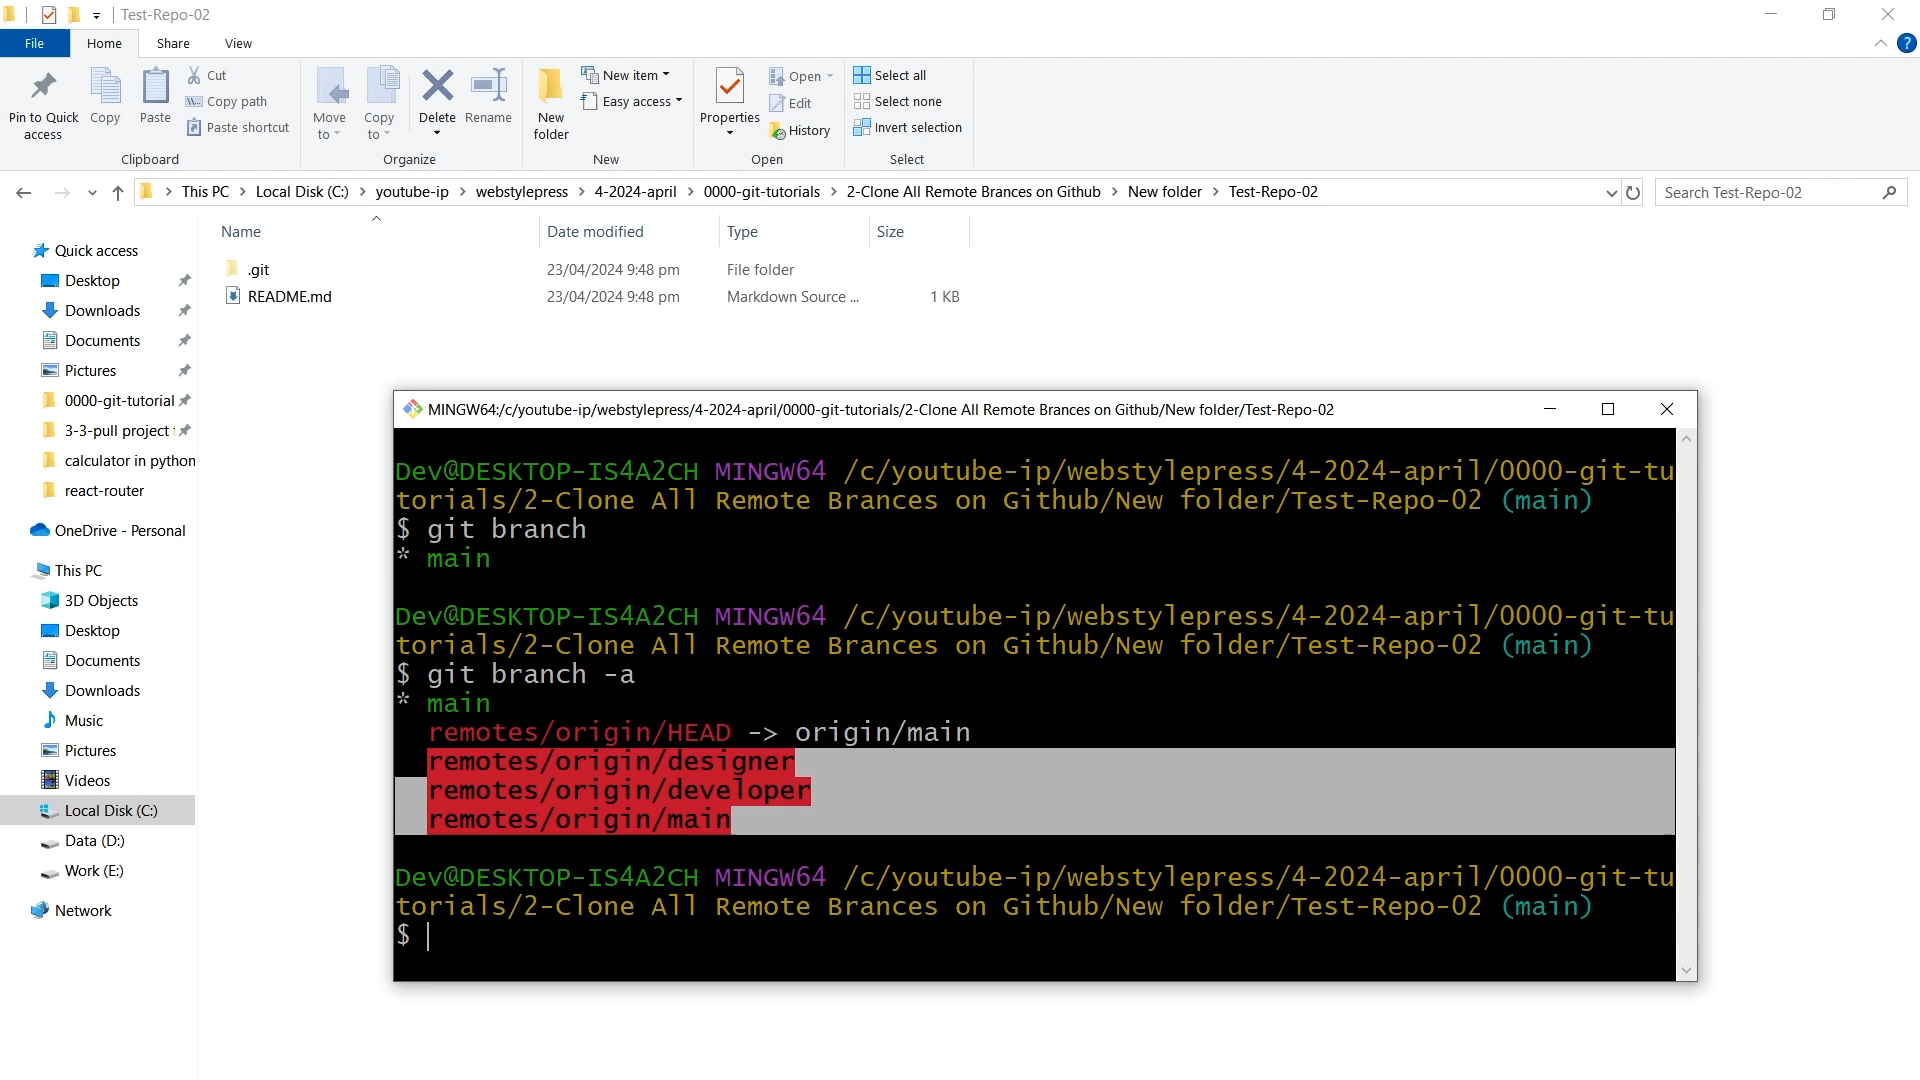 Test-Repo-02
File Home Share View
Pin to Quick access
Copy
Paste
Cut
Copy path
Paste shortcut
Clipboard
Move to
Copy to
Delete
Rename
Organize
New folder
New item
Easy access
New
Properties
Open
Edit
History
Open
Select all
Select none
Invert selection
Select
This PC > Local Disk (C:) > youtube-ip > webstylepress > 4-2024-april > 0000-git-tutorials > 2-Clone All Remote Brances on Github > New folder > Test-Repo-02
Search Test-Repo-02
Name Date modified Type Size
.git 23/04/2024 9:48 pm File folder
README.md 23/04/2024 9:48 pm Markdown Source ... 1 KB
Quick access
Desktop
Downloads
Documents
Pictures
0000-git-tutorial
3-3-pull project
calculator in python
react-router
OneDrive - Personal
This PC
3D Objects
Desktop
Documents
Downloads
Music
Pictures
Videos
Local Disk (C:)
Data (D:)
Work (E:)
Network
MINGW64:/c/youtube-ip/webstylepress/4-2024-april/0000-git-tutorials/2-Clone All Remote Brances on Github/New folder/Test-Repo-02
Dev@DESKTOP-IS4A2CH MINGW64 /c/youtube-ip/webstylepress/4-2024-april/0000-git-tu
torials/2-Clone All Remote Brances on Github/New folder/Test-Repo-02 (main)
$ git branch
* main
Dev@DESKTOP-IS4A2CH MINGW64 /c/youtube-ip/webstylepress/4-2024-april/0000-git-tu
torials/2-Clone All Remote Brances on Github/New folder/Test-Repo-02 (main)
$ git branch -a
* main
remotes/origin/HEAD -> origin/main
remotes/origin/designer
remotes/origin/developer
remotes/origin/main
Dev@DESKTOP-IS4A2CH MINGW64 /c/youtube-ip/webstylepress/4-2024-april/0000-git-tu
torials/2-Clone All Remote Brances on Github/New folder/Test-Repo-02 (main)
$